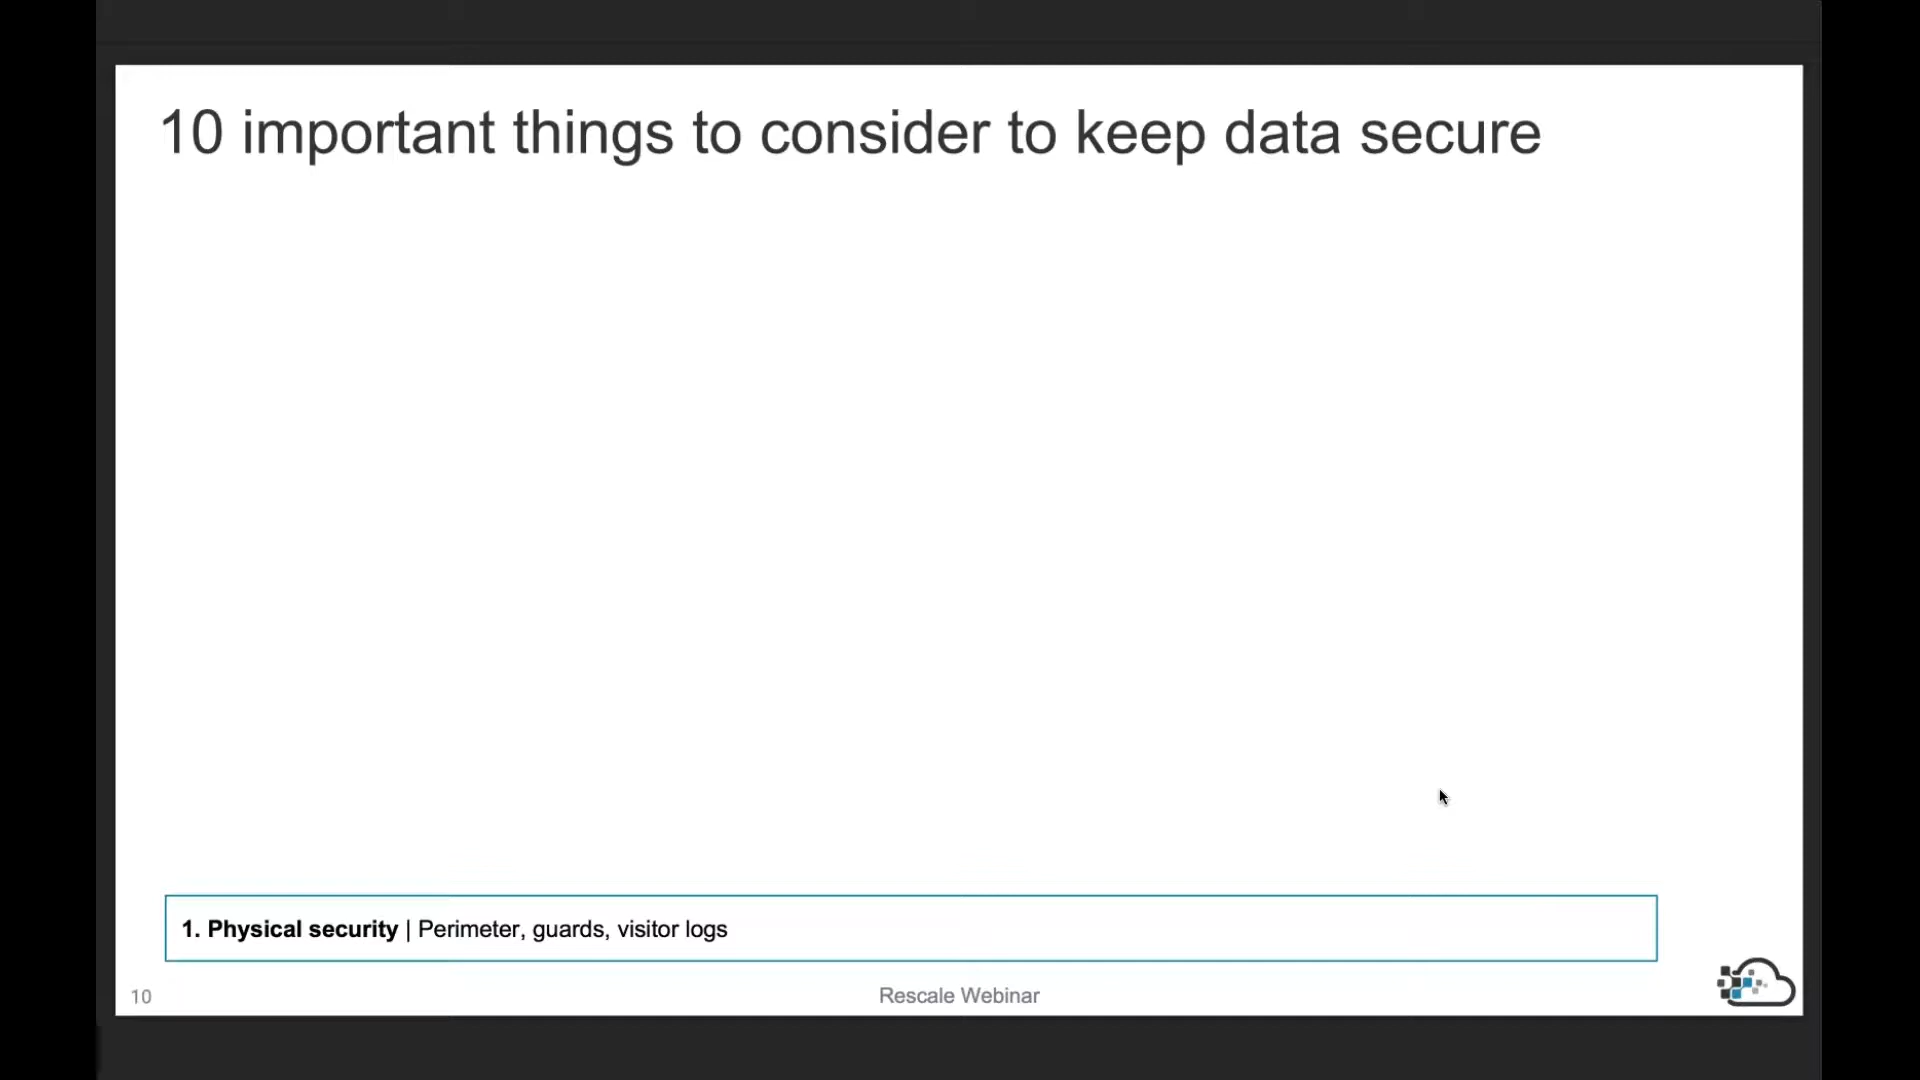 10 important things to consider to keep data secure
1. Physical security | Perimeter, guards, visitor logs
10
Rescale Webinar